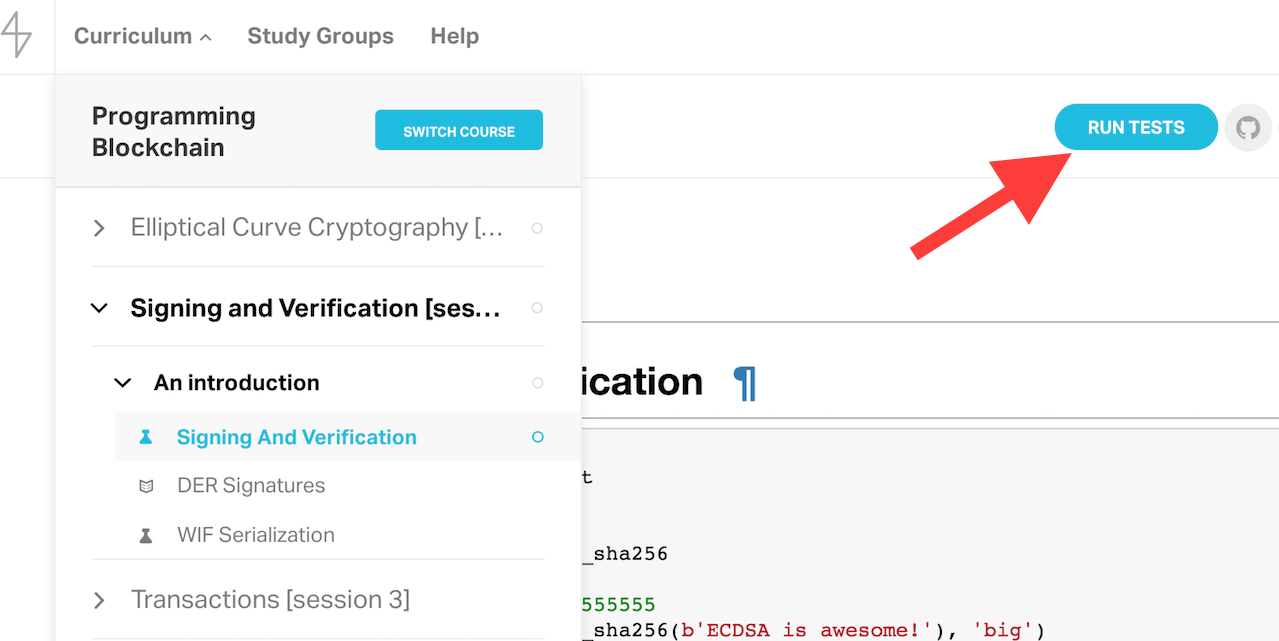 Curriculum
Study Groups
Help
Programming
Blockchain
SWITCH COURSE
RUN TESTS
Elliptical Curve Cryptography [...
Signing and Verification [ses...
An introduction
Signing And Verification
DER Signatures
WIF Serialization
Transactions [session 3]
ication ¶
t
_sha256
555555
_sha256(b'ECDSA is awesome!'), 'big')